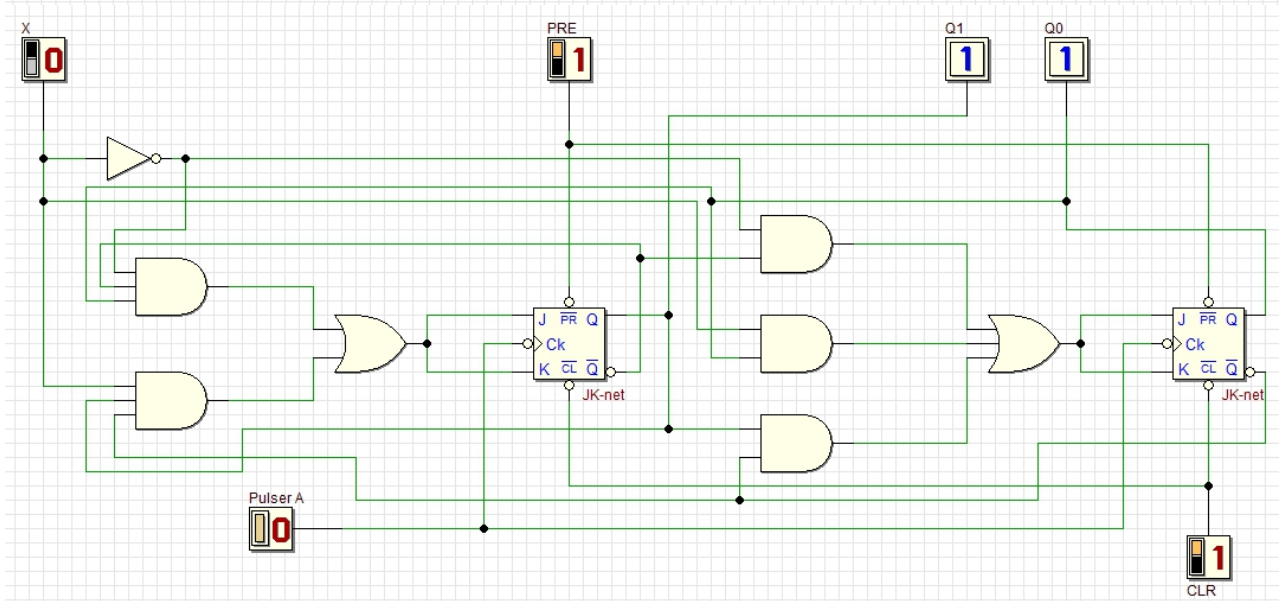 X
0
PRE
1
Q1
1
Q0
1
J PR Q
Ck
K CL Q
JK-net
J PR Q
Ck
K CL Q
JK-net
Pulser A
0
1
CLR